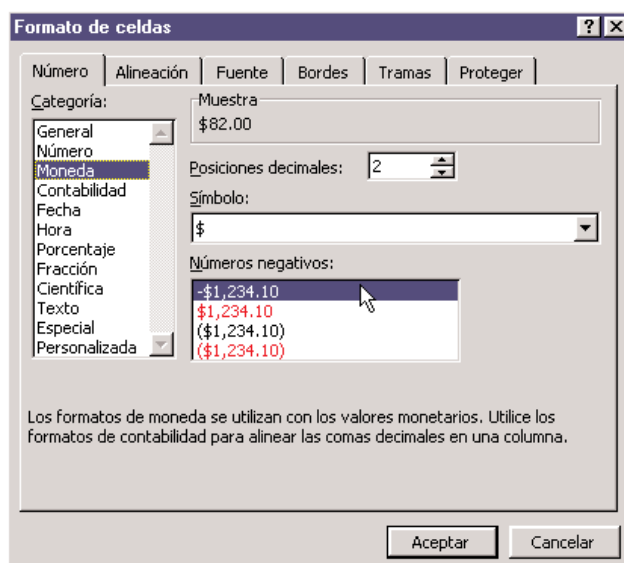 Formato de celdas
Número
Alineación
Fuente
Bordes
Tramas
Proteger
Categoría:
General
Número
Moneda
Contabilidad
Fecha
Hora
Porcentaje
Fracción
Científica
Texto
Especial
Personalizada
Muestra
$82.00
Posiciones decimales:
2
Símbolo:
$
Números negativos:
-$1,234.10
$1,234.10
($1,234.10)
($1,234.10)
Los formatos de moneda se utilizan con los valores monetarios. Utilice los
formatos de contabilidad para alinear las comas decimales en una columna.
Aceptar
Cancelar